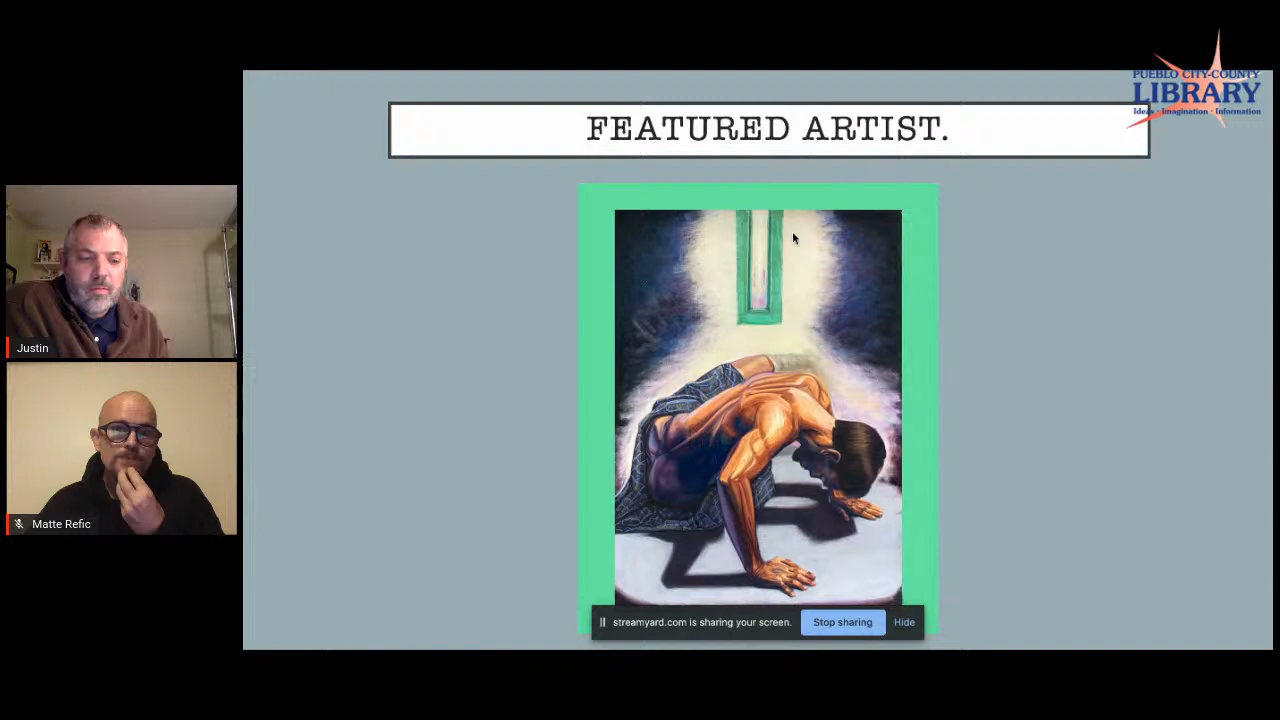 PUEBLO CITY-COUNTY
LIBRARY
Ideas · Imagination · Information
FEATURED ARTIST.
Justin
Matte Refic
streamyard.com is sharing your screen.
Stop sharing
Hide